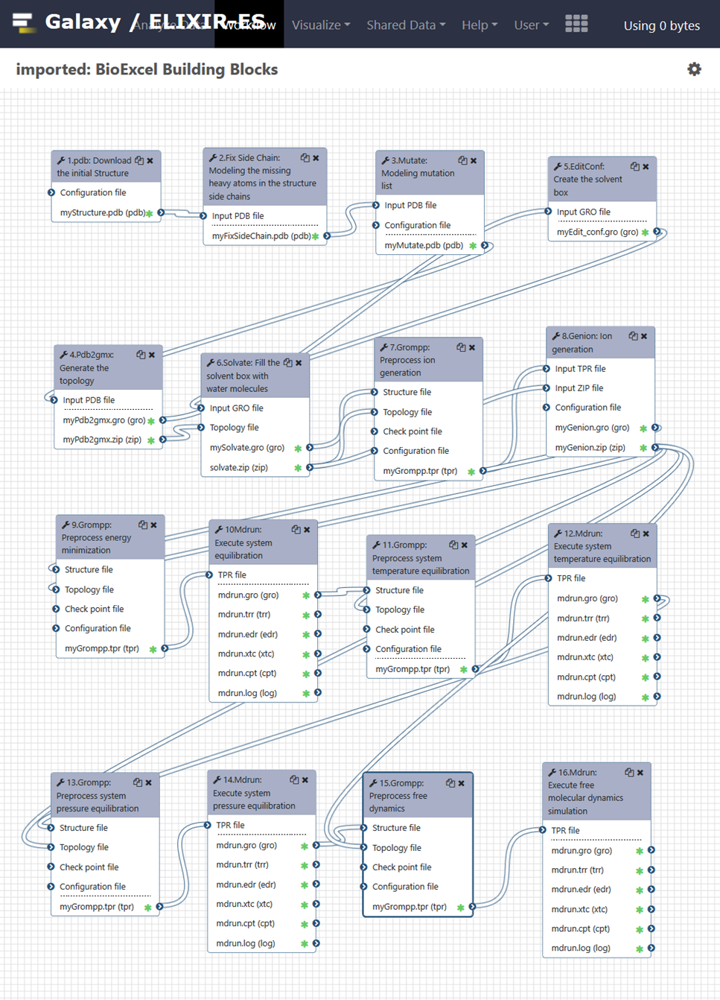 Galaxy / ELIXIR-ES
Analyze Data
Workflow
Visualize
Shared Data
Help
User
Using 0 bytes
imported: BioExcel Building Blocks
1.pdb: Download
the initial Structure
Configuration file
myStructure.pdb (pdb)
2.Fix Side Chain:
Modeling the missing
heavy atoms in the structure
side chains
Input PDB file
myFixSideChain.pdb (pdb)
3.Mutate:
Modeling mutation
list
Input PDB file
Configuration file
myMutate.pdb (pdb)
5.EditConf:
Create the solvent
box
Input GRO file
myEdit_conf.gro (gro)
4.Pdb2gmx:
Generate the
topology
Input PDB file
myPdb2gmx.gro (gro)
myPdb2gmx.zip (zip)
6.Solvate: Fill the
solvent box with
water molecules
Input GRO file
Topology file
mySolvate.gro (gro)
solvate.zip (zip)
7.Grompp:
Preprocess ion
generation
Structure file
Topology file
Check point file
Configuration file
myGrompp.tpr (tpr)
8.Genion: Ion
generation
Input TPR file
Input ZIP file
Configuration file
myGenion.gro (gro)
myGenion.zip (zip)
9.Grompp:
Preprocess energy
minimization
Structure file
Topology file
Check point file
Configuration file
myGrompp.tpr (tpr)
10Mdrun:
Execute system
equilibration
TPR file
mdrun.gro (gro)
mdrun.trr (trr)
mdrun.edr (edr)
mdrun.xtc (xtc)
mdrun.cpt (cpt)
mdrun.log (log)
11.Grompp:
Preprocess system
temperature equilibration
Structure file
Topology file
Check point file
Configuration file
myGrompp.tpr (tpr)
12.Mdrun:
Execute system
temperature equilibration
TPR file
mdrun.gro (gro)
mdrun.trr (trr)
mdrun.edr (edr)
mdrun.xtc (xtc)
mdrun.cpt (cpt)
mdrun.log (log)
13.Grompp:
Preprocess system
pressure equilibration
Structure file
Topology file
Check point file
Configuration file
myGrompp.tpr (tpr)
14.Mdrun:
Execute system
pressure equilibration
TPR file
mdrun.gro (gro)
mdrun.trr (trr)
mdrun.edr (edr)
mdrun.xtc (xtc)
mdrun.cpt (cpt)
mdrun.log (log)
15.Grompp:
Preprocess free
dynamics
Structure file
Topology file
Check point file
Configuration file
myGrompp.tpr (tpr)
16.Mdrun:
Execute free
molecular dynamics
simulation
TPR file
mdrun.gro (gro)
mdrun.trr (trr)
mdrun.edr (edr)
mdrun.xtc (xtc)
mdrun.cpt (cpt)
mdrun.log (log)